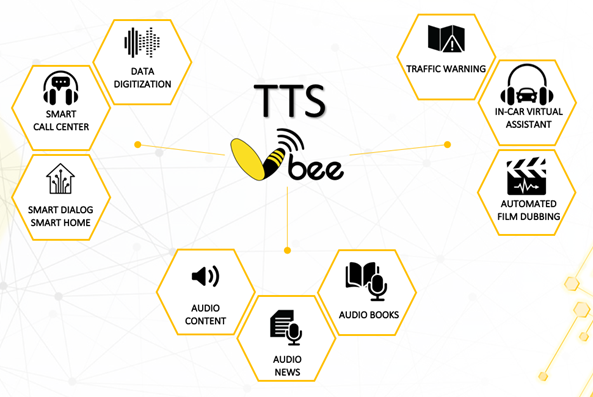 DATA
DIGITIZATION
SMART
CALL CENTER
SMART DIALOG
SMART HOME
TTS
Vbee
TRAFFIC WARNING
IN-CAR VIRTUAL
ASSISTANT
AUTOMATED
FILM DUBBING
AUDIO
CONTENT
AUDIO
NEWS
AUDIO BOOKS